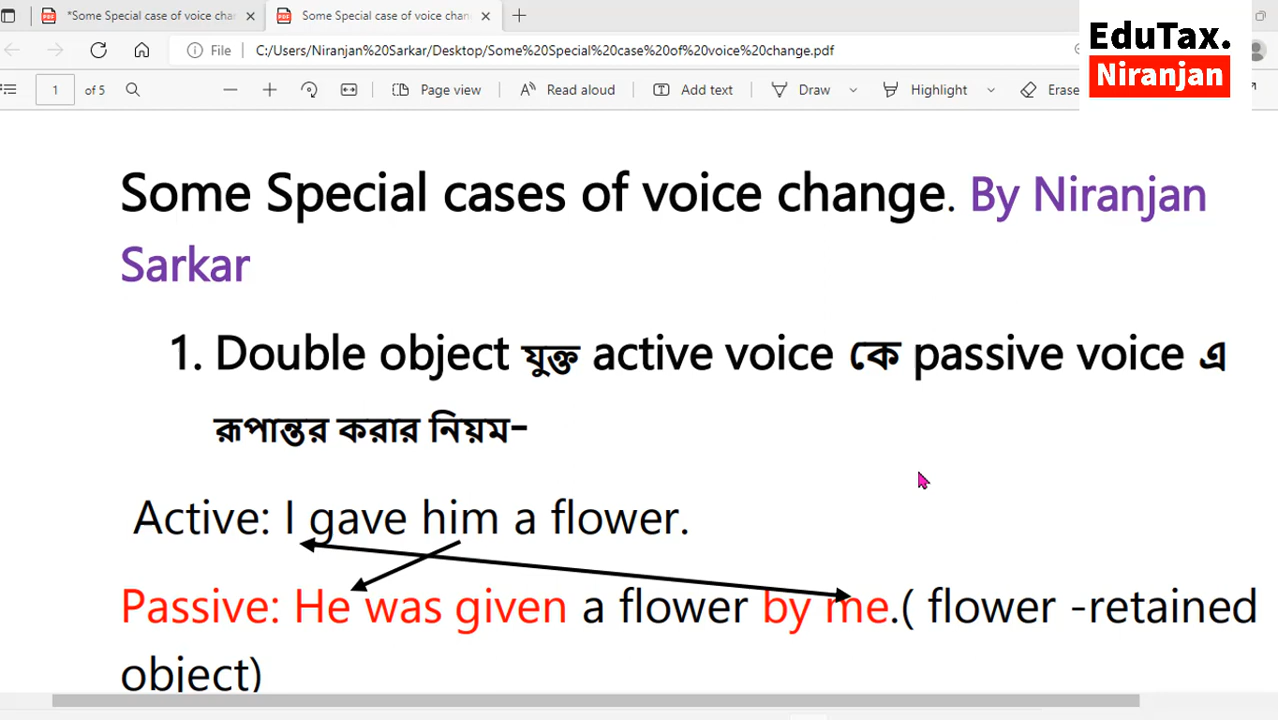 *Some Special case of voice chan
Some Special case of voice chan
EduTax.
Niranjan
File
C:/Users/Niranjan%20Sarkar/Desktop/Some%20Special%20case%20of%20voice%20change.pdf
1 of 5
Page view
Read aloud
Add text
Draw
Highlight
Erase
Some Special cases of voice change. By Niranjan
Sarkar
1. Double object যুক্ত active voice কে passive voice এ
রূপান্তর করার নিয়ম-
Active: I gave him a flower.
Passive: He was given a flower by me.( flower -retained
object)